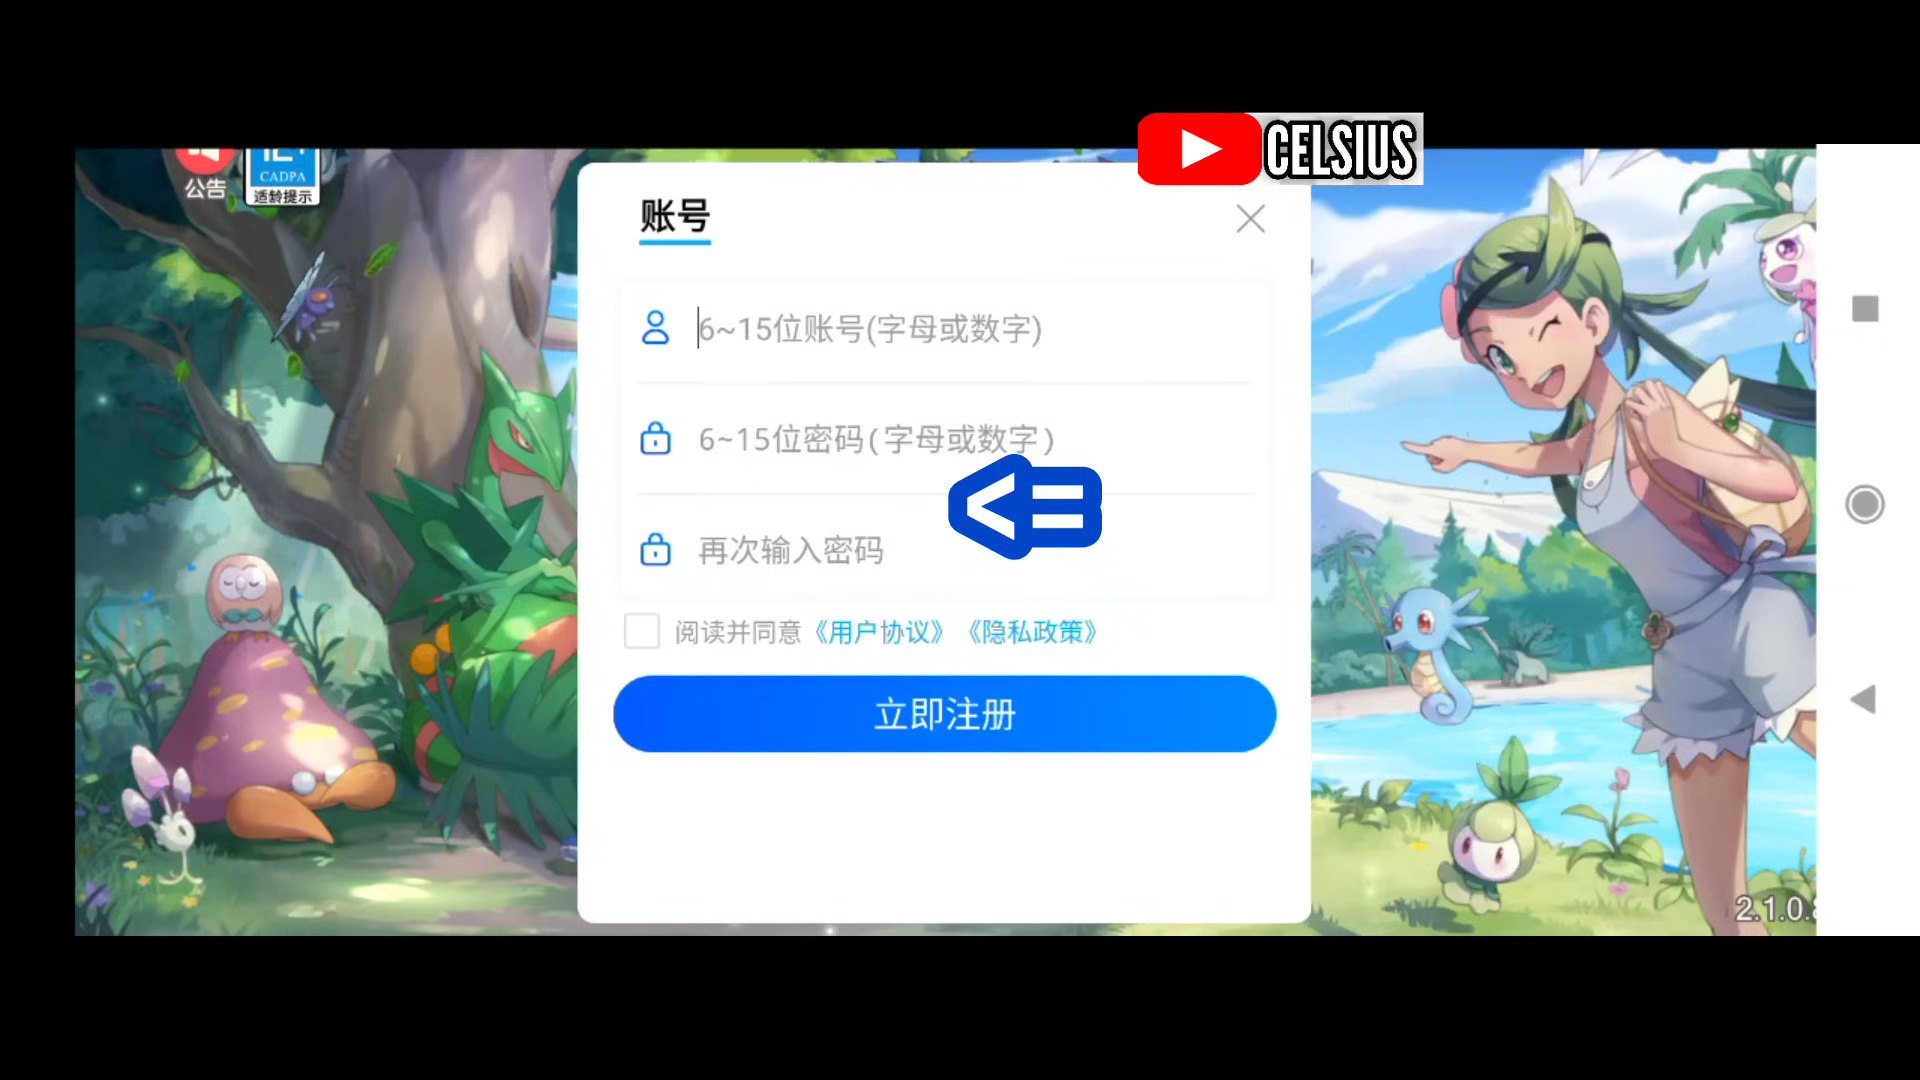 CELSIUS
CADPA
公告
适龄提示
账号
6~15位账号(字母或数字)
6~15位密码(字母或数字)
再次输入密码
阅读并同意《用户协议》《隐私政策》
立即注册
2.1.0.